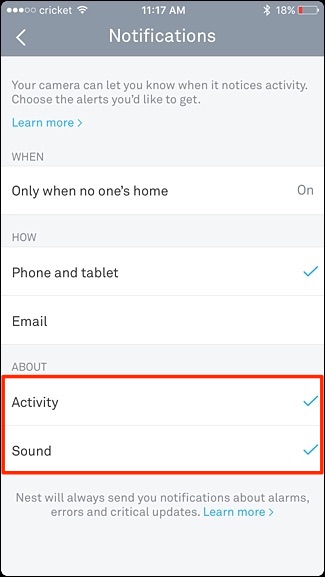 cricket 11:17 AM 18%
Notifications
Your camera can let you know when it notices activity.
Choose the alerts you'd like to get.
Learn more >
WHEN
Only when no one's home On
HOW
Phone and tablet
Email
ABOUT
Activity
Sound
Nest will always send you notifications about alarms,
errors and critical updates. Learn more >